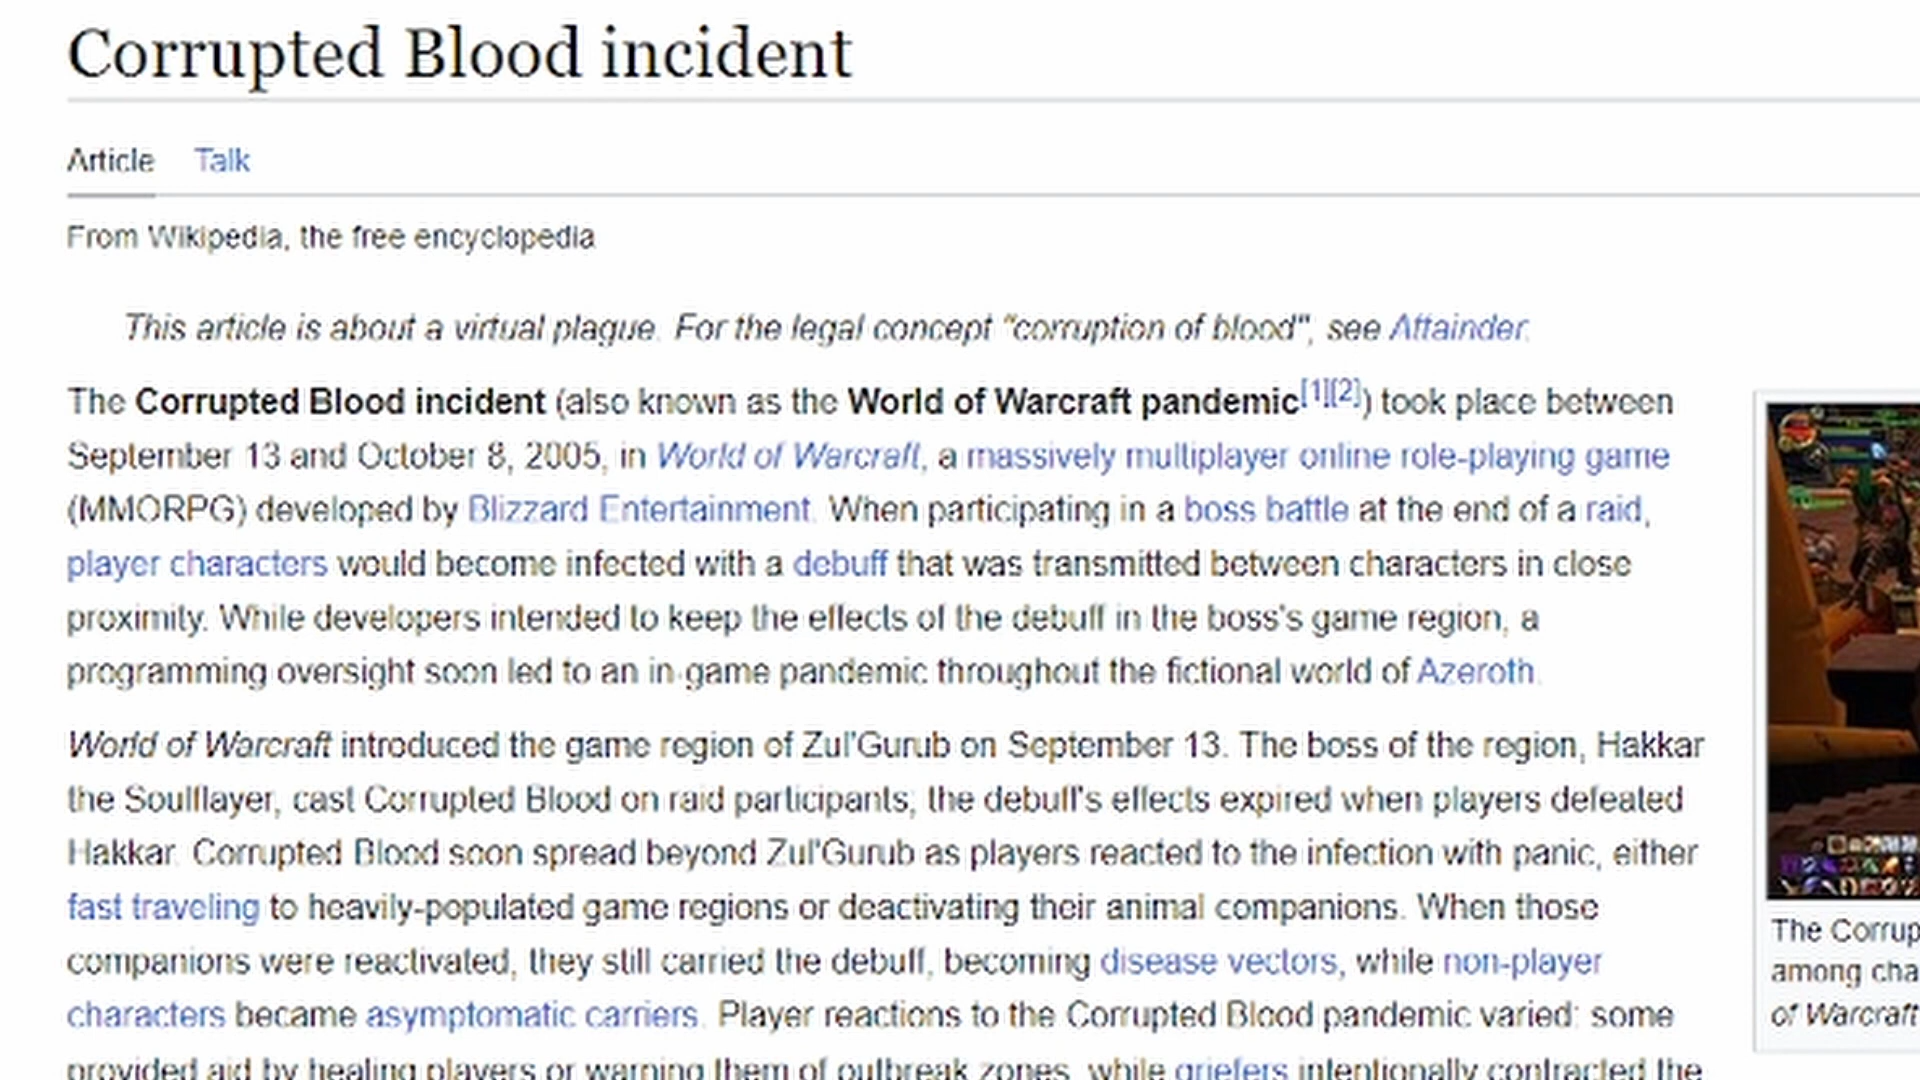 Corrupted Blood incident
Article Talk
From Wikipedia, the free encyclopedia
This article is about a virtual plague. For the legal concept "corruption of blood", see Attainder.
The Corrupted Blood incident (also known as the World of Warcraft pandemic[1][2]) took place between
September 13 and October 8, 2005, in World of Warcraft, a massively multiplayer online role-playing game
(MMORPG) developed by Blizzard Entertainment. When participating in a boss battle at the end of a raid,
player characters would become infected with a debuff that was transmitted between characters in close
proximity. While developers intended to keep the effects of the debuff in the boss's game region, a
programming oversight soon led to an in-game pandemic throughout the fictional world of Azeroth.
World of Warcraft introduced the game region of Zul'Gurub on September 13. The boss of the region, Hakkar
the Soulflayer, cast Corrupted Blood on raid participants; the debuff's effects expired when players defeated
Hakkar. Corrupted Blood soon spread beyond Zul'Gurub as players reacted to the infection with panic, either
fast traveling to heavily-populated game regions or deactivating their animal companions. When those
companions were reactivated, they still carried the debuff, becoming disease vectors, while non-player
characters became asymptomatic carriers. Player reactions to the Corrupted Blood pandemic varied: some
provided aid by healing players or warning them of outbreak zones, while griefers intentionally contracted the
The Corrup
among cha
of Warcraft